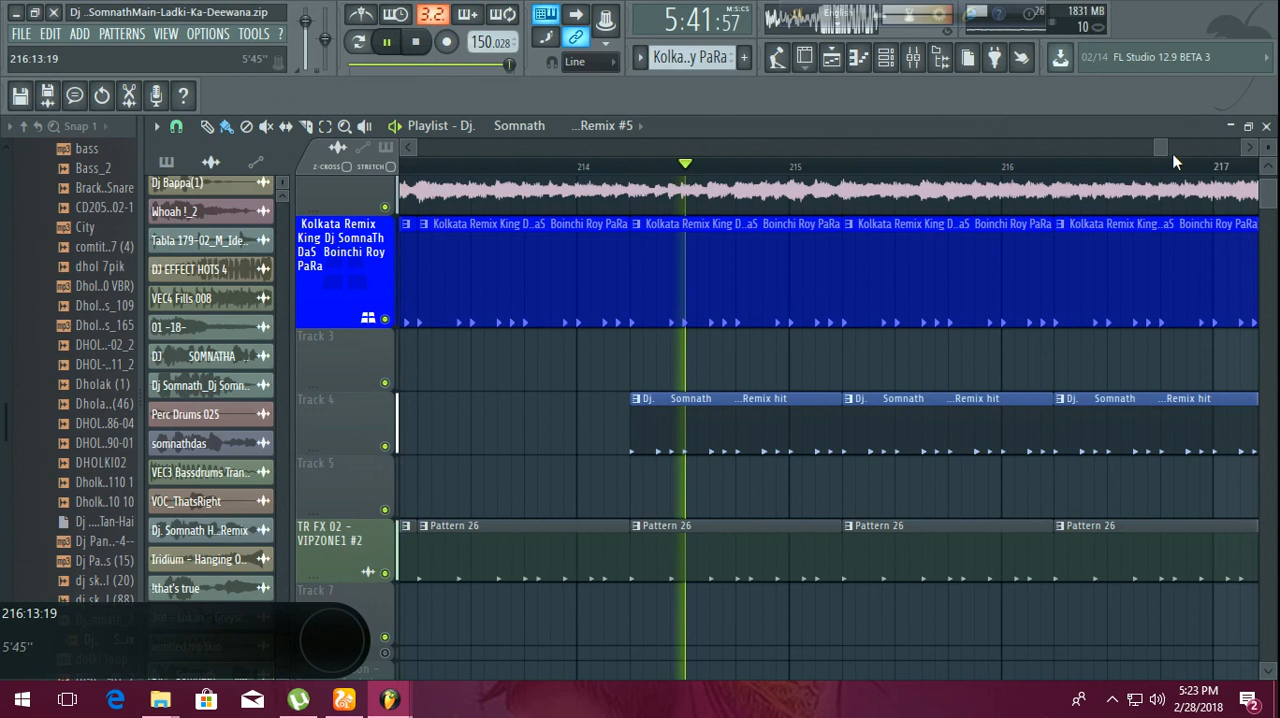 Dj ..SomnathMain-Ladki-Ka-Deewana.zip
FILE EDIT ADD PATTERNS VIEW OPTIONS TOOLS ?
216:13:19
5'45''
3.2.
150.028
5:41:57
M:S:CS
Line
Kolka..y PaRa
English
26
1831 MB
10
02/14 FL Studio 12.9 BETA 3
Snap 1
Playlist - Dj. Somnath ...Remix #5
Z-CROSS STRETCH
214 215 216 217
bass
Bass_2
Brack..Snare
CD205..02-1
City
comtit..7 (4)
dhol 7pik
Dhol..0 VBR)
Dhol..s_109
Dhol..s_165
DHOL..-02_2
DHOL-..11_2
Dholak (1)
Dhola..(46)
DHOL..86-04
DHOL..90-01
DHOLKI02
Dholk..110 1
Dholk..10 10
Dj ....Tan-Hai
Dj Pan..-4--
Dj Pa..s (15)
dj sk..l (20)
dj sk..l (88)
Dj. S...ix
Dj Bappa(1)
Whoah !_2
Tabla 179-02_M_Ide..
DJ EFFECT HOTS 4
VEC4 Fills 008
01 -18-
DJ SOMNATHA
Dj Somnath_Dj Somn..
Perc Drums 025
somnathdas
VEC3 Bassdrums Tran..
VOC_ThatsRight
Dj. Somnath H...Remix
Iridium - Hanging O..
!that's true
Kolkata Remix King Dj SomnaTh DaS Boinchi Roy PaRa
Kolkata Remix King D..aS Boinchi Roy PaRa
Kolkata Remix King D..aS Boinchi Roy PaRa
Kolkata Remix King D..aS Boinchi Roy PaRa
Kolkata Remix King..aS Boinchi Roy PaRa
Track 3
Track 4
Dj. Somnath ...Remix hit
Dj. Somnath ...Remix hit
Dj. Somnath ...Remix hit
Track 5
TR FX 02 - VIPZONE1 #2
Pattern 26
Pattern 26
Pattern 26
Pattern 26
Track 7
216:13:19
5'45''
5:23 PM
2/28/2018
2